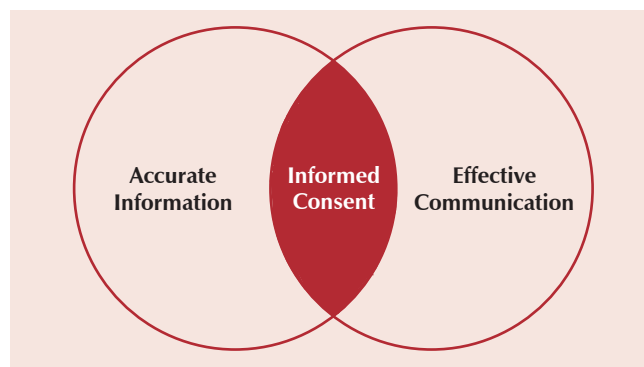 Accurate
Information
Informed
Consent
Effective
Communication